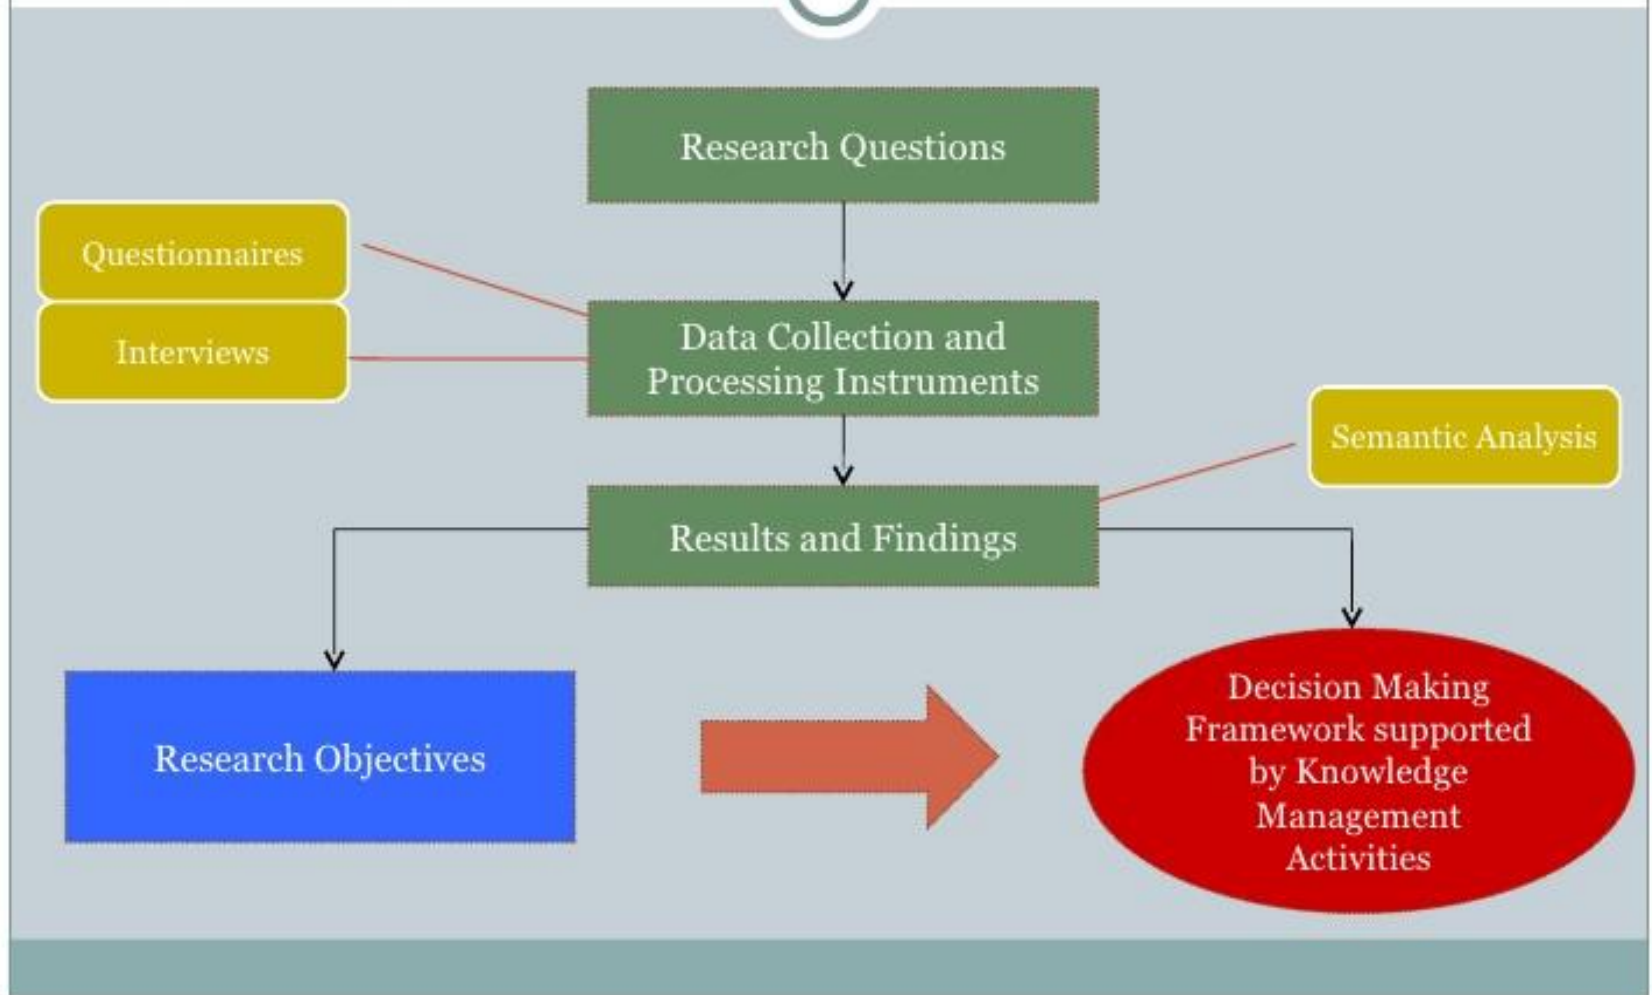 Research Questions
Questionnaires
Interviews
Data Collection and
Processing Instruments
Semantic Analysis
Results and Findings
Research Objectives
Decision Making
Framework supported
by Knowledge
Management
Activities